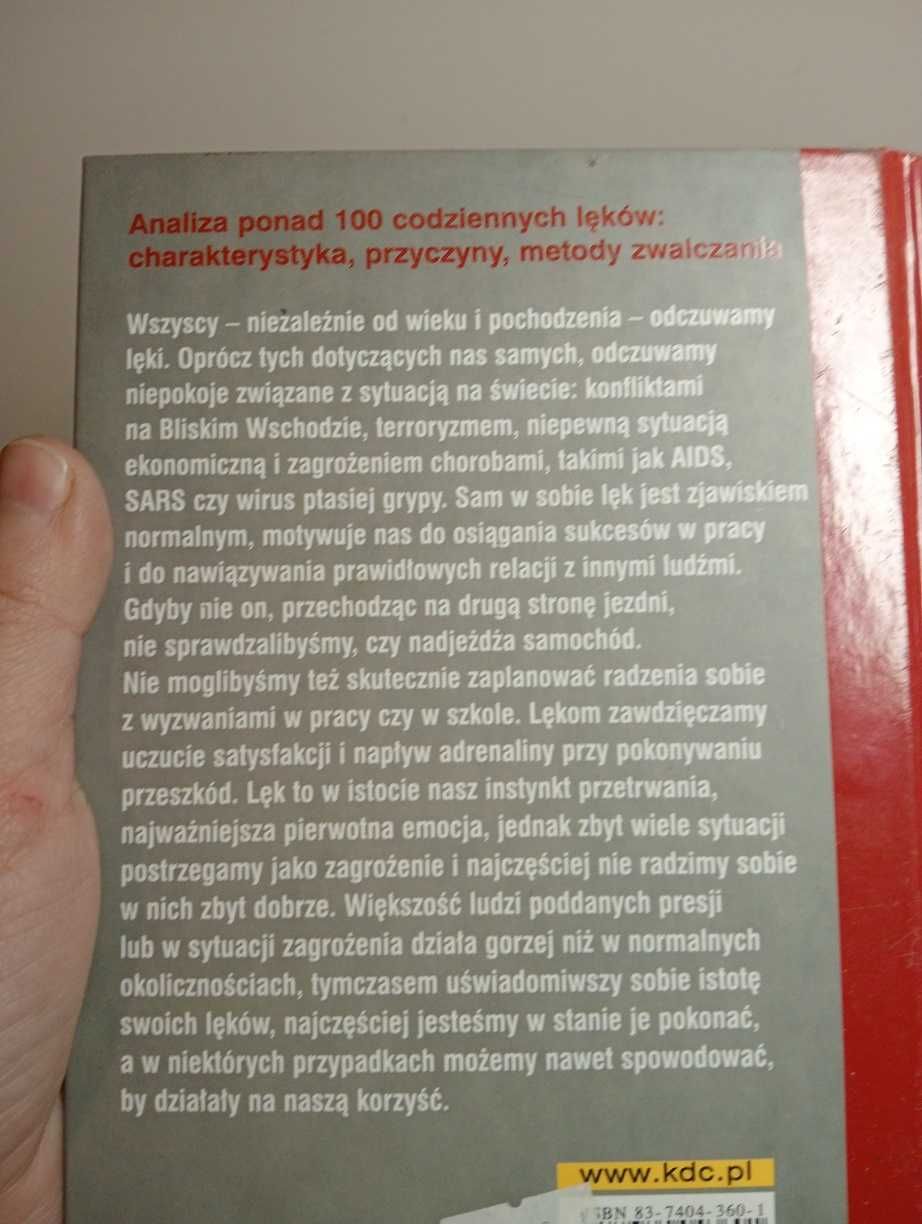 Analiza ponad 100 codziennych lęków:
charakterystyka, przyczyny, metody zwalczania
Wszyscy – niezależnie od wieku i pochodzenia – odczuwamy
lęki. Oprócz tych dotyczących nas samych, odczuwamy
niepokoje związane z sytuacją na świecie: konfliktami
na Bliskim Wschodzie, terroryzmem, niepewną sytuacją
ekonomiczną i zagrożeniem chorobami, takimi jak AIDS,
SARS czy wirus ptasiej grypy. Sam w sobie lęk jest zjawiskiem
normalnym, motywuje nas do osiągania sukcesów w pracy
i do nawiązywania prawidłowych relacji z innymi ludźmi.
Gdyby nie on, przechodząc na drugą stronę jezdni,
nie sprawdzalibyśmy, czy nadjeżdża samochód.
Nie moglibyśmy też skutecznie zaplanować radzenia sobie
z wyzwaniami w pracy czy w szkole. Lękom zawdzięczamy
uczucie satysfakcji i napływ adrenaliny przy pokonywaniu
przeszkód. Lęk to w istocie nasz instynkt przetrwania,
najważniejsza pierwotna emocja, jednak zbyt wiele sytuacji
postrzegamy jako zagrożenie i najczęściej nie radzimy sobie
w nich zbyt dobrze. Większość ludzi poddanych presji
lub w sytuacji zagrożenia działa gorzej niż w normalnych
okolicznościach, tymczasem uświadomiwszy sobie istotę
swoich lęków, najczęściej jesteśmy w stanie je pokonać,
a w niektórych przypadkach możemy nawet spowodować,
by działały na naszą korzyść.
www.kdc.pl
ISBN 83-7404-360-1